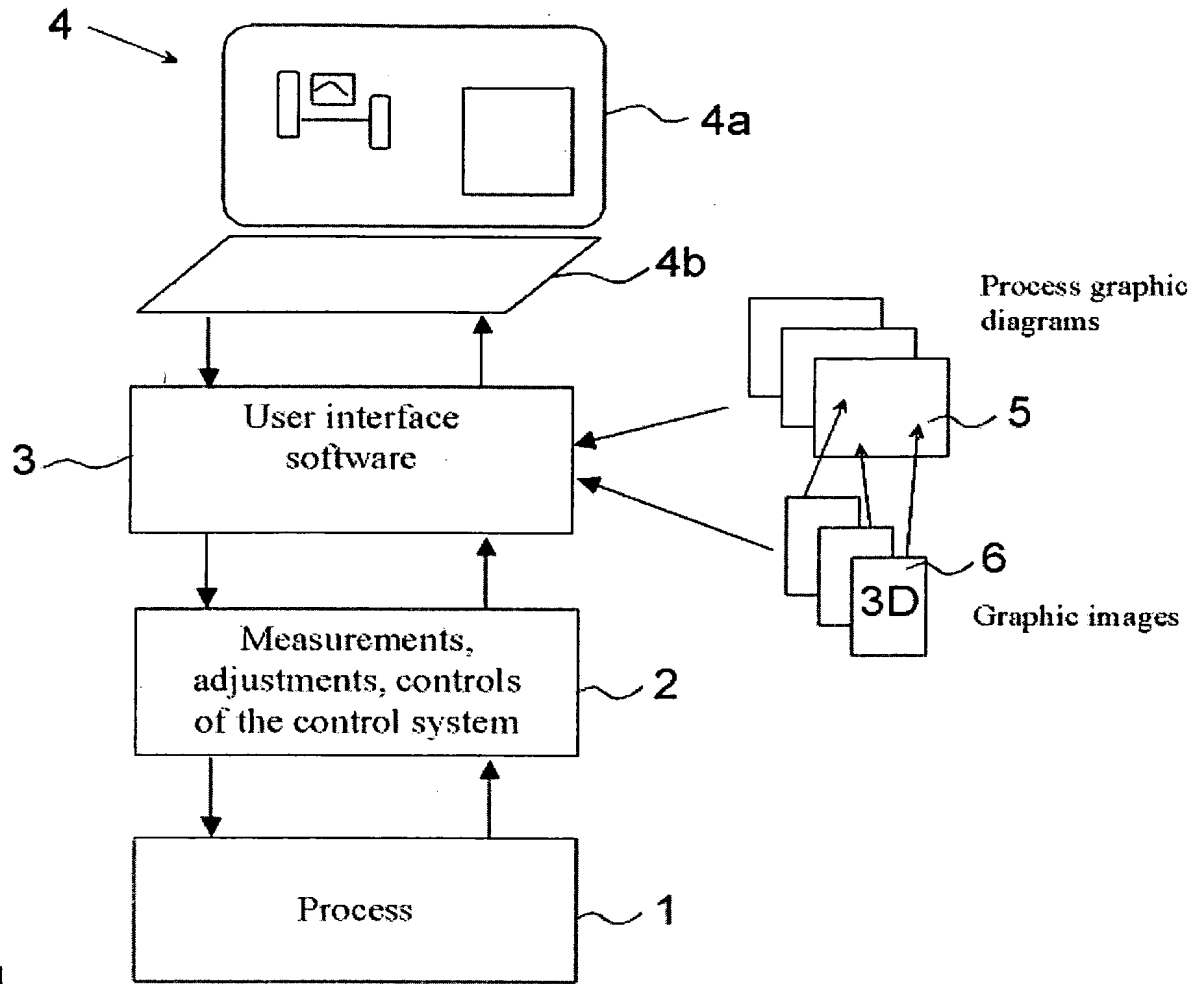 4
4a
4b
Process graphic
diagrams
User interface
software
3
5
6
3D
Graphic images
Measurements,
adjustments, controls
of the control system
2
Process
1